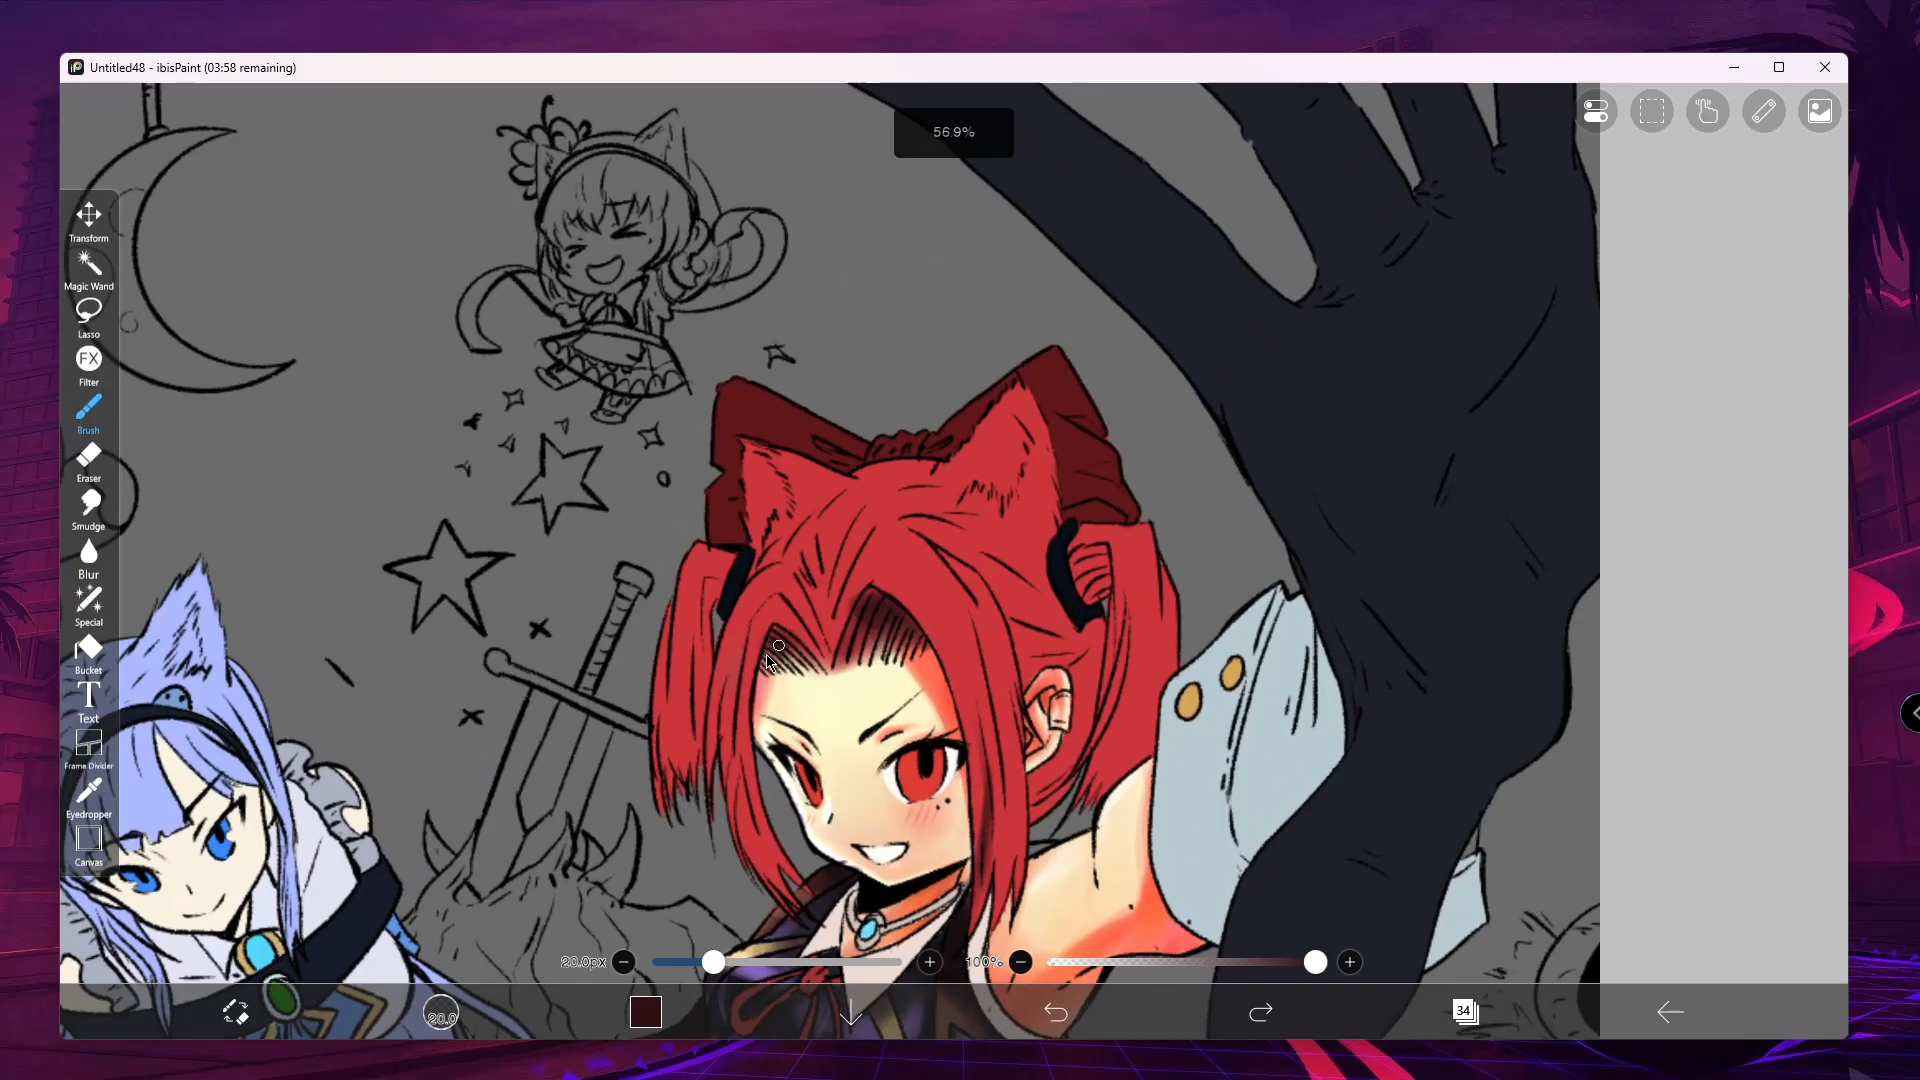 Untitled48 - ibisPaint (03:58 remaining)
56.9%
Transform
Magic Wand
Lasso
FX
Filter
Brush
Eraser
Smudge
Blur
Special
Bucket
T
Text
Frame Divider
Eyedropper
Canvas
20.0px
100%
20.0
34